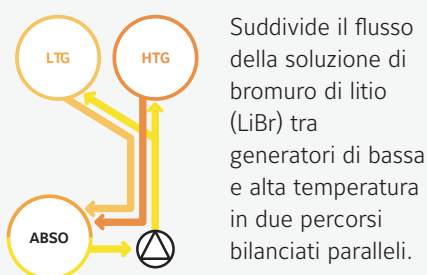 LTG
HTG
ABSO
Suddivide il flusso
della soluzione di
bromuro di litio
(LiBr) tra
generatori di bassa
e alta temperatura
in due percorsi
bilanciati paralleli.